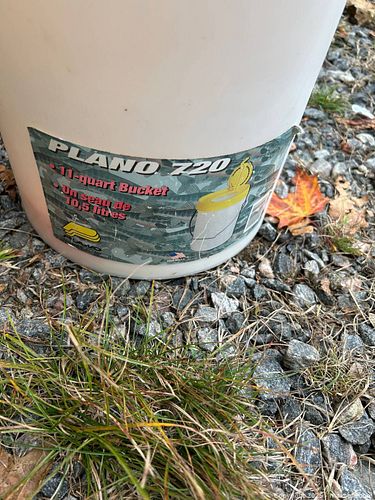 PLANO 720
• 11-quart Bucket
• Un seau de
10,5 litres